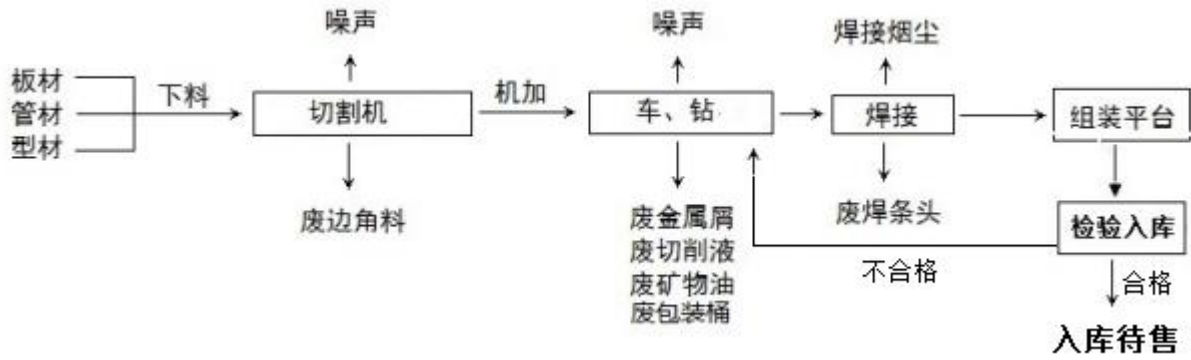 噪声
噪声
焊接烟尘
板材
管材
型材
下料
切割机
机加
车、钻
焊接
组装平台
废边角料
废金属屑
废切削液
废矿物油
废包装桶
废焊条头
检验入库
不合格
合格
入库待售